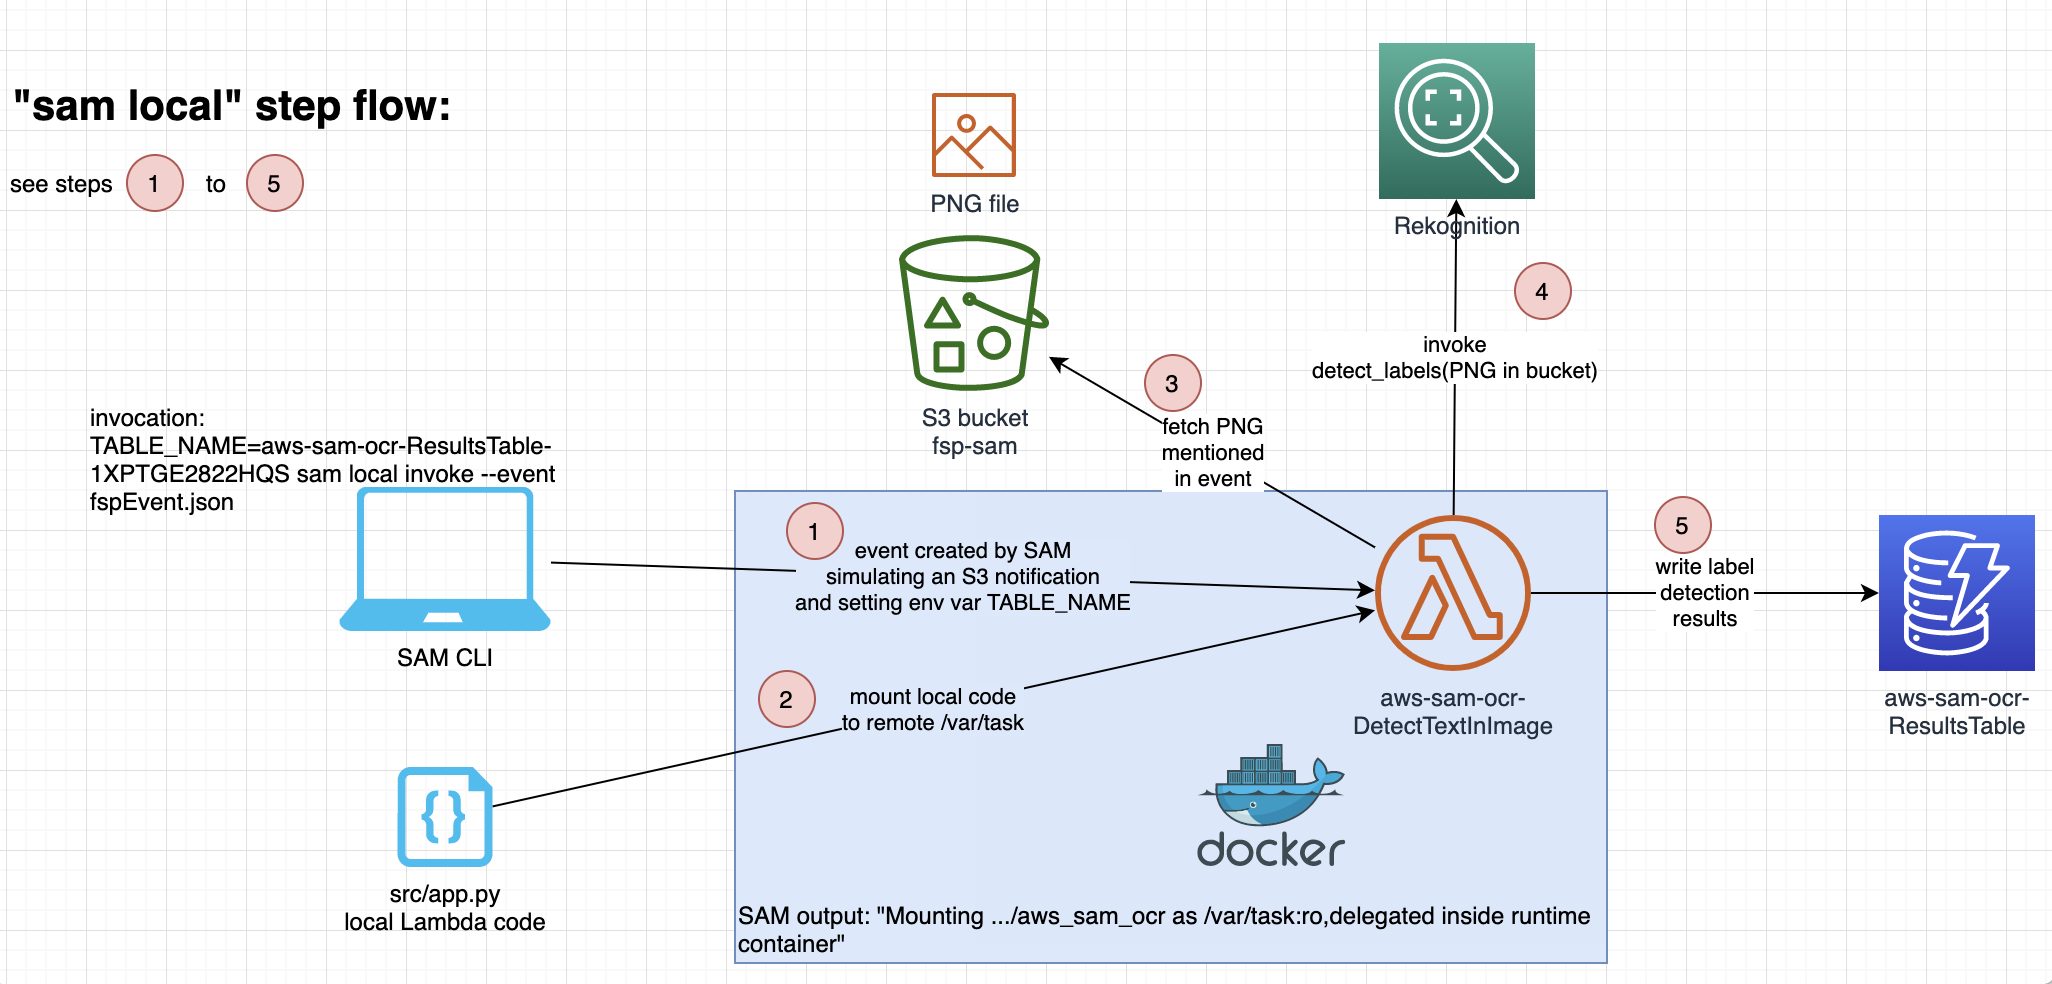 "sam local" step flow:
see steps 1 to 5
PNG file
S3 bucket
fsp-sam
Rekognition
4
invoke
detect_labels(PNG in bucket)
3
fetch PNG
mentioned
in event
invocation:
TABLE_NAME=aws-sam-ocr-ResultsTable-
1XPTGE2822HQS sam local invoke --event
fspEvent.json
SAM CLI
1
event created by SAM
simulating an S3 notification
and setting env var TABLE_NAME
2
mount local code
to remote /var/task
aws-sam-ocr-
DetectTextInImage
5
write label
detection
results
aws-sam-ocr-
ResultsTable
{}
src/app.py
local Lambda code
docker
SAM output: "Mounting .../aws_sam_ocr as /var/task:ro,delegated inside runtime
container"